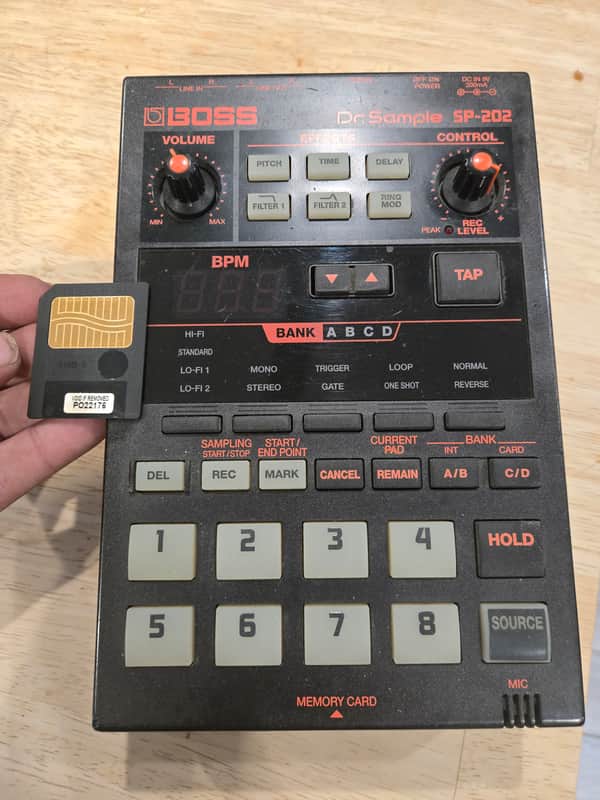 LINE IN
L R
OFF ON
POWER
DC IN 9V
200mA
BOSS
Dr. Sample SP-202
VOLUME
MIN MAX
EFFECTS
PITCH TIME DELAY
FILTER 1 FILTER 2 RING
MOD
CONTROL
PEAK
REC
LEVEL
BPM
TAP
BANK A B C D
HI-FI
STANDARD
LO-FI 1 MONO TRIGGER LOOP NORMAL
LO-FI 2 STEREO GATE ONE SHOT REVERSE
VOID IF REMOVED
PO22176
SAMPLING
START/STOP
START/
END POINT
CURRENT
PAD
BANK
INT CARD
DEL REC MARK CANCEL REMAIN A/B C/D
1 2 3 4 HOLD
5 6 7 8 SOURCE
MIC
MEMORY CARD